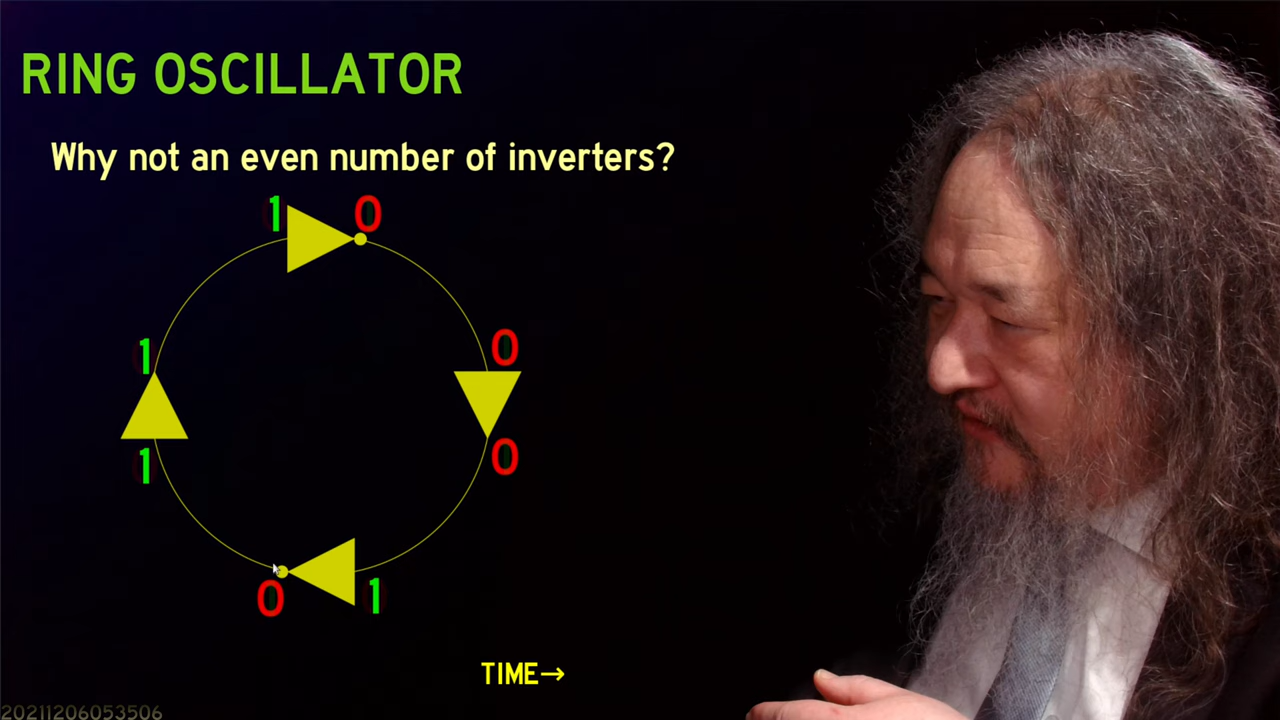 RING OSCILLATOR
Why not an even number of inverters?
1 0
1 0
1 0
0 1
TIME→
20211206053506